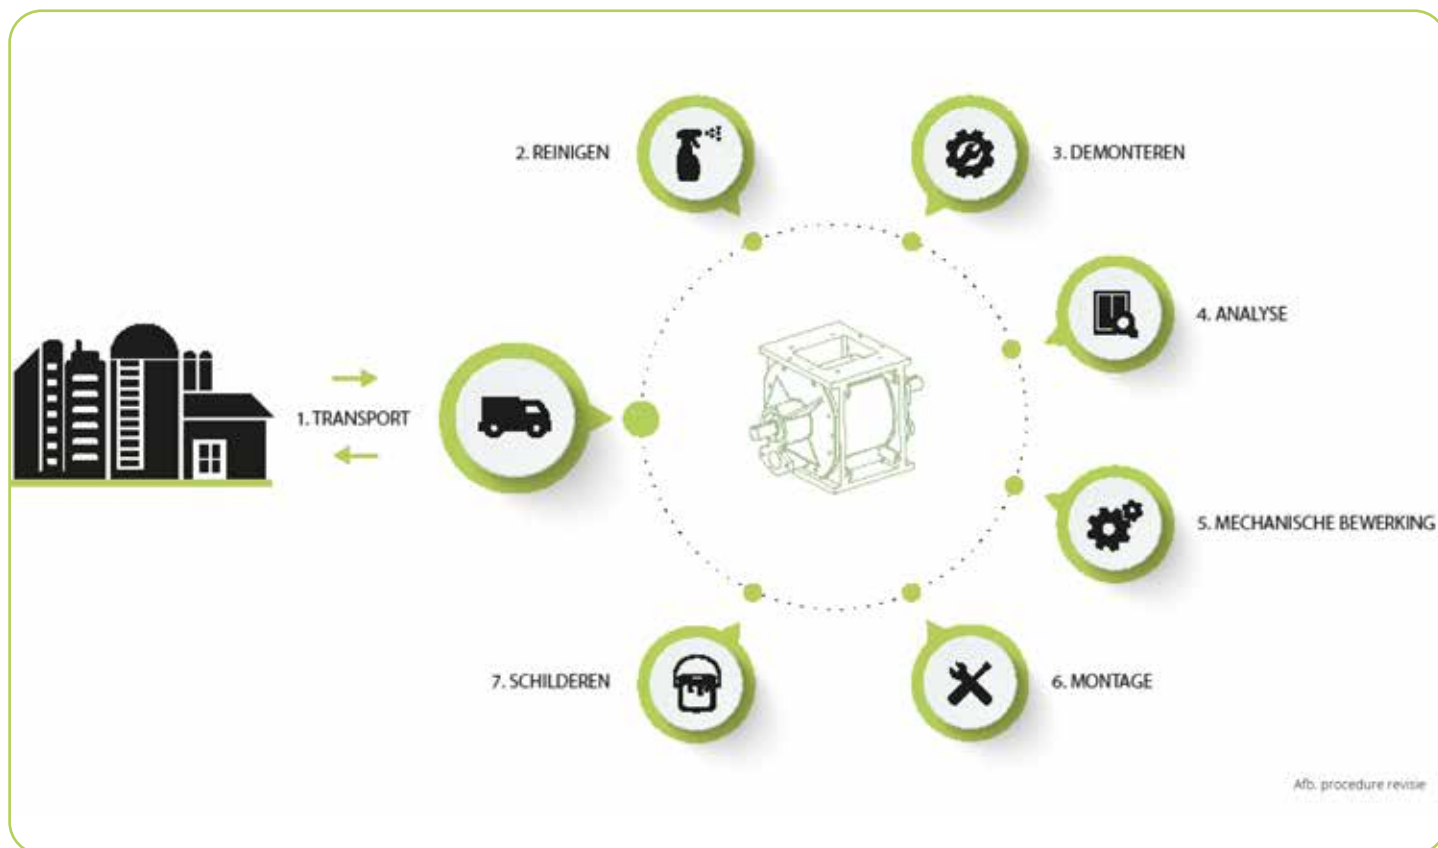 2. REINIGEN
3. DEMONTEREN
4. ANALYSE
1. TRANSPORT
5. MECHANISCHE BEWERKING
7. SCHILDEREN
6. MONTAGE
Afb. procedure revisie